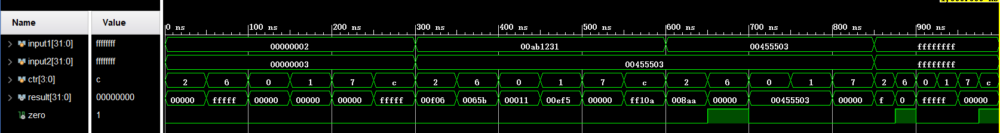 Name Value
0 ns 100 ns 200 ns 300 ns 400 ns 500 ns 600 ns 700 ns 800 ns 900 ns
input1[31:0] ffffffff 00000002 00ab1231 00455503 ffffffff
input2[31:0] ffffffff 00000003 00455503 ffffffff
ctr[3:0] c 2 6 0 1 7 c 2 6 0 1 7 c 2 6 0 1 7 2 6 0 1 7 c
result[31:0] 00000000 00000 fffff 00000 00000 00000 fffff 00f06 0065b 00011 00ef5 00000 ff10a 008aa 00000 00455503 00000 f 0 fffff 00000
zero 1